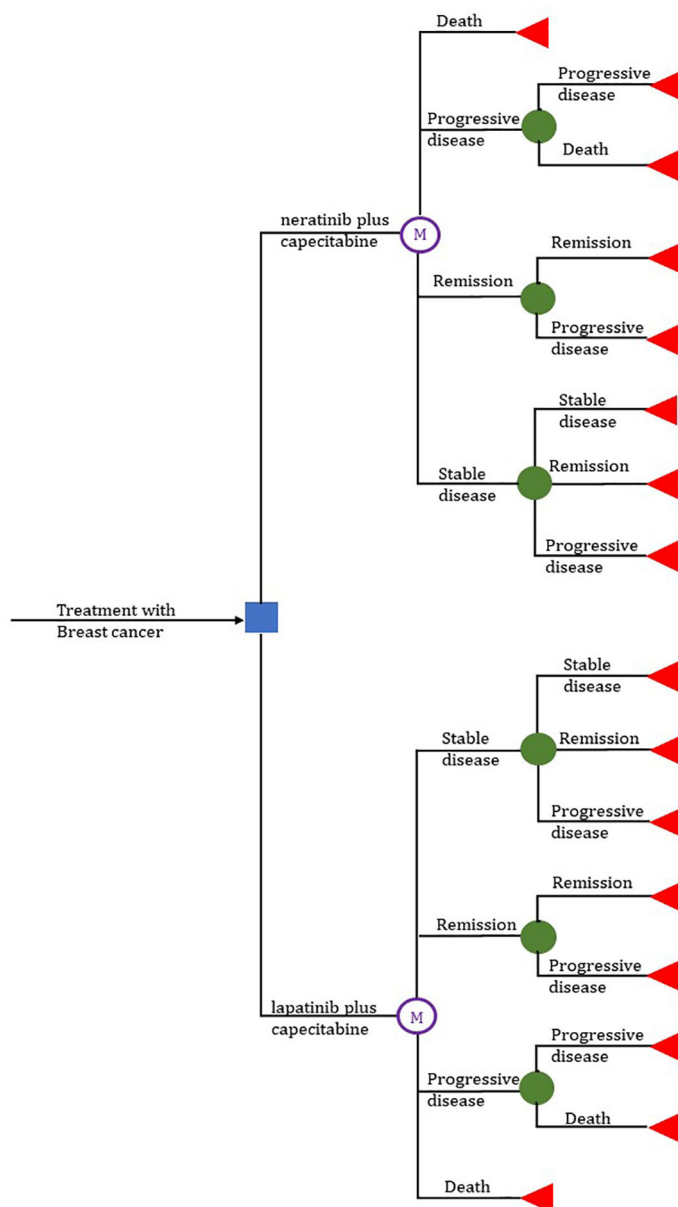 Death
Progressive
disease
Progressive
disease
Death
neratinib plus
capecitabine
M
Remission
Remission
Progressive
disease
Stable
disease
Remission
Stable
disease
Progressive
disease
Treatment with
Breast cancer
Stable
disease
Stable
disease
Remission
Progressive
disease
Remission
Remission
Progressive
disease
lapatinib plus
capecitabine
M
Progressive
disease
Progressive
disease
Death
Death